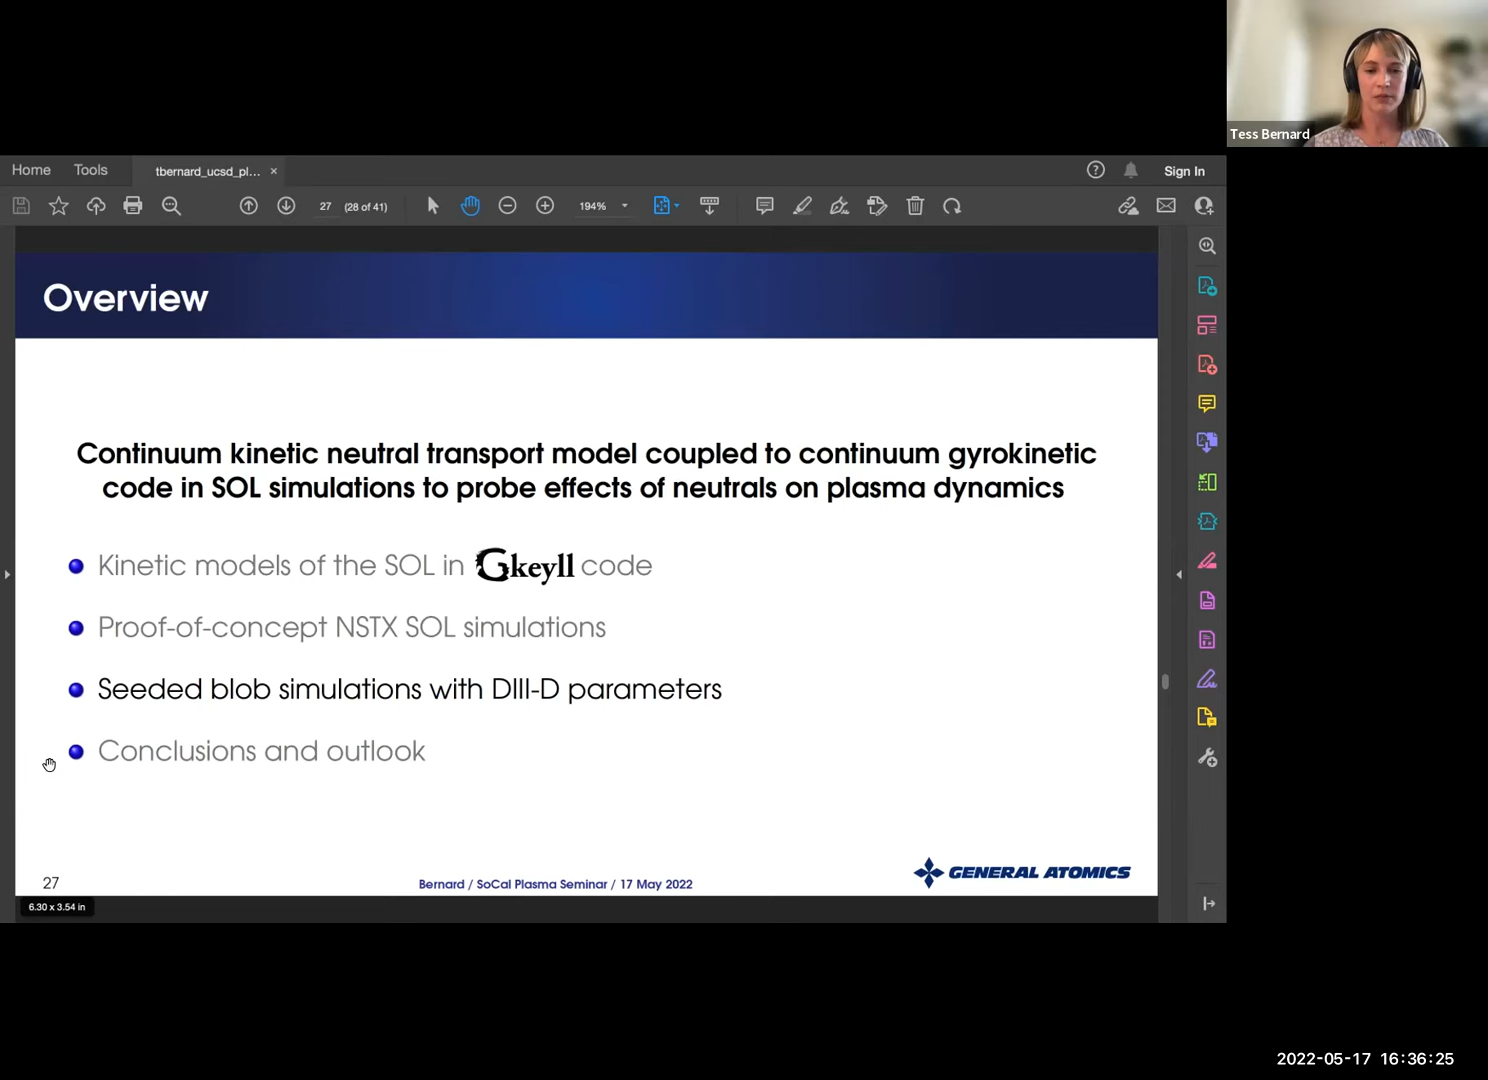 Tess Bernard
Home Tools tbernard_ucsd_pl... × Sign In
27 (28 of 41) 194%
Overview
Continuum kinetic neutral transport model coupled to continuum gyrokinetic
code in SOL simulations to probe effects of neutrals on plasma dynamics
Kinetic models of the SOL in Gkeyll code
Proof-of-concept NSTX SOL simulations
Seeded blob simulations with DIII-D parameters
Conclusions and outlook
27
Bernard / SoCal Plasma Seminar / 17 May 2022
GENERAL ATOMICS
6.30 x 3.54 in
2022-05-17 16:36:25